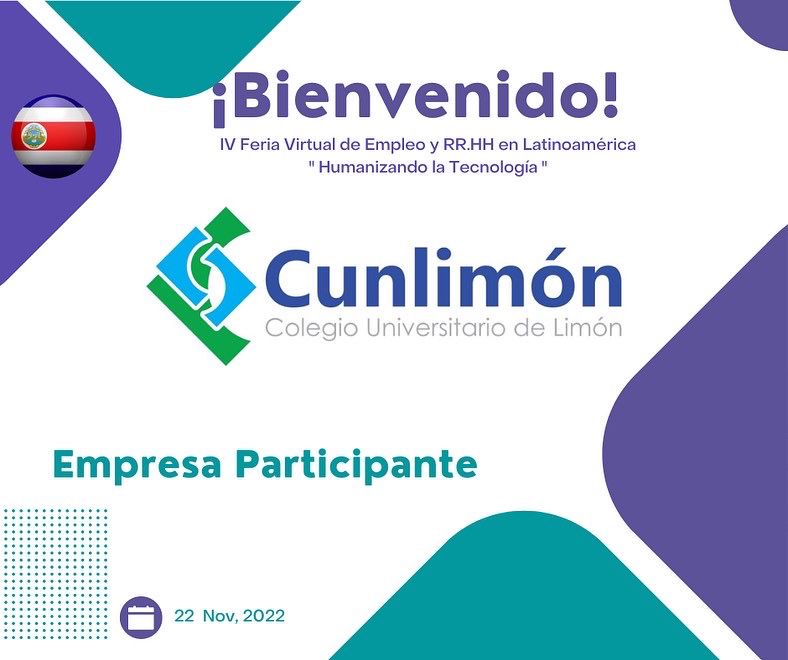 ¡Bienvenido!
IV Feria Virtual de Empleo y RR.HH en Latinoamérica
" Humanizando la Tecnología "
Cunlimón
Colegio Universitario de Limón
Empresa Participante
22 Nov, 2022